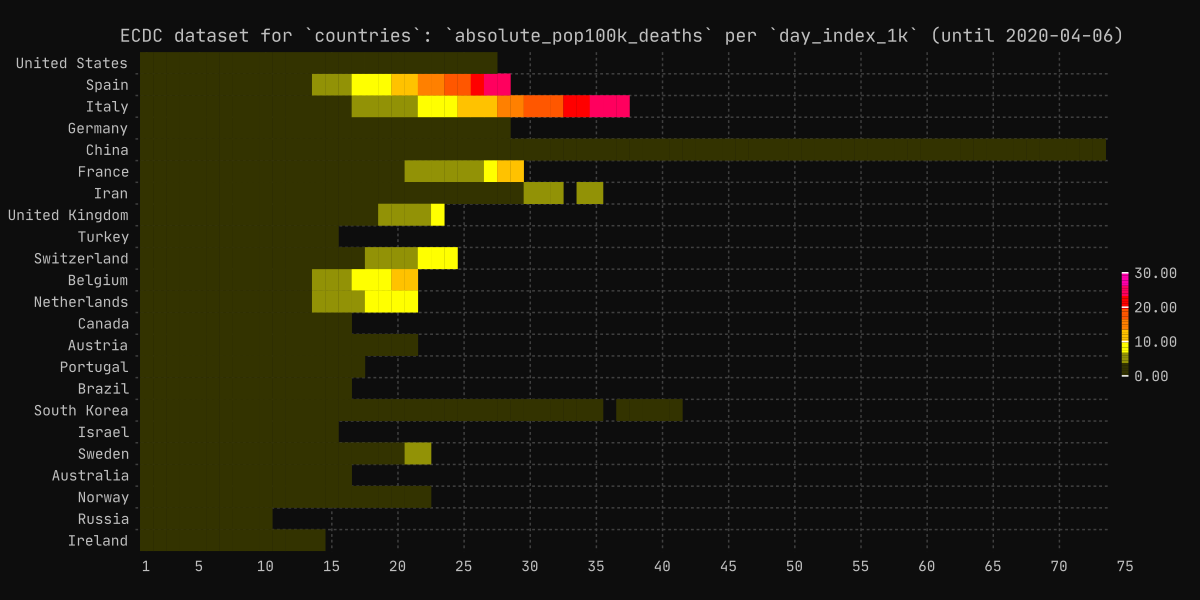 ECDC dataset for `countries`: `absolute_pop100k_deaths` per `day_index_1k` (until 2020-04-06)
United States
Spain
Italy
Germany
China
France
Iran
United Kingdom
Turkey
Switzerland
Belgium
Netherlands
Canada
Austria
Portugal
Brazil
South Korea
Israel
Sweden
Australia
Norway
Russia
Ireland
1 5 10 15 20 25 30 35 40 45 50 55 60 65 70 75
30.00
20.00
10.00
0.00